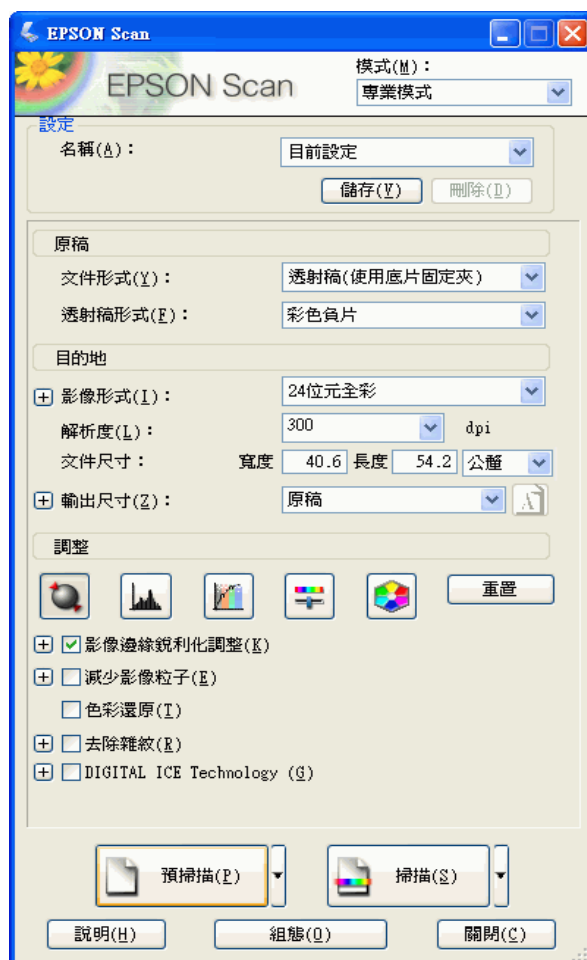 EPSON Scan
EPSON Scan
模式(M)：
專業模式
設定
名稱(A)：
目前設定
儲存(V)
刪除(D)
原稿
文件形式(Y)：
透射稿(使用底片固定夾)
透射稿形式(F)：
彩色負片
目的地
影像形式(I)：
24位元全彩
解析度(L)：
300
dpi
文件尺寸：
寬度 40.6 長度 54.2 公釐
輸出尺寸(Z)：
原稿
調整
重置
影像邊緣銳利化調整(K)
減少影像粒子(E)
色彩還原(T)
去除雜紋(R)
DIGITAL ICE Technology (G)
預掃描(P)
掃描(S)
說明(H)
組態(O)
關閉(C)